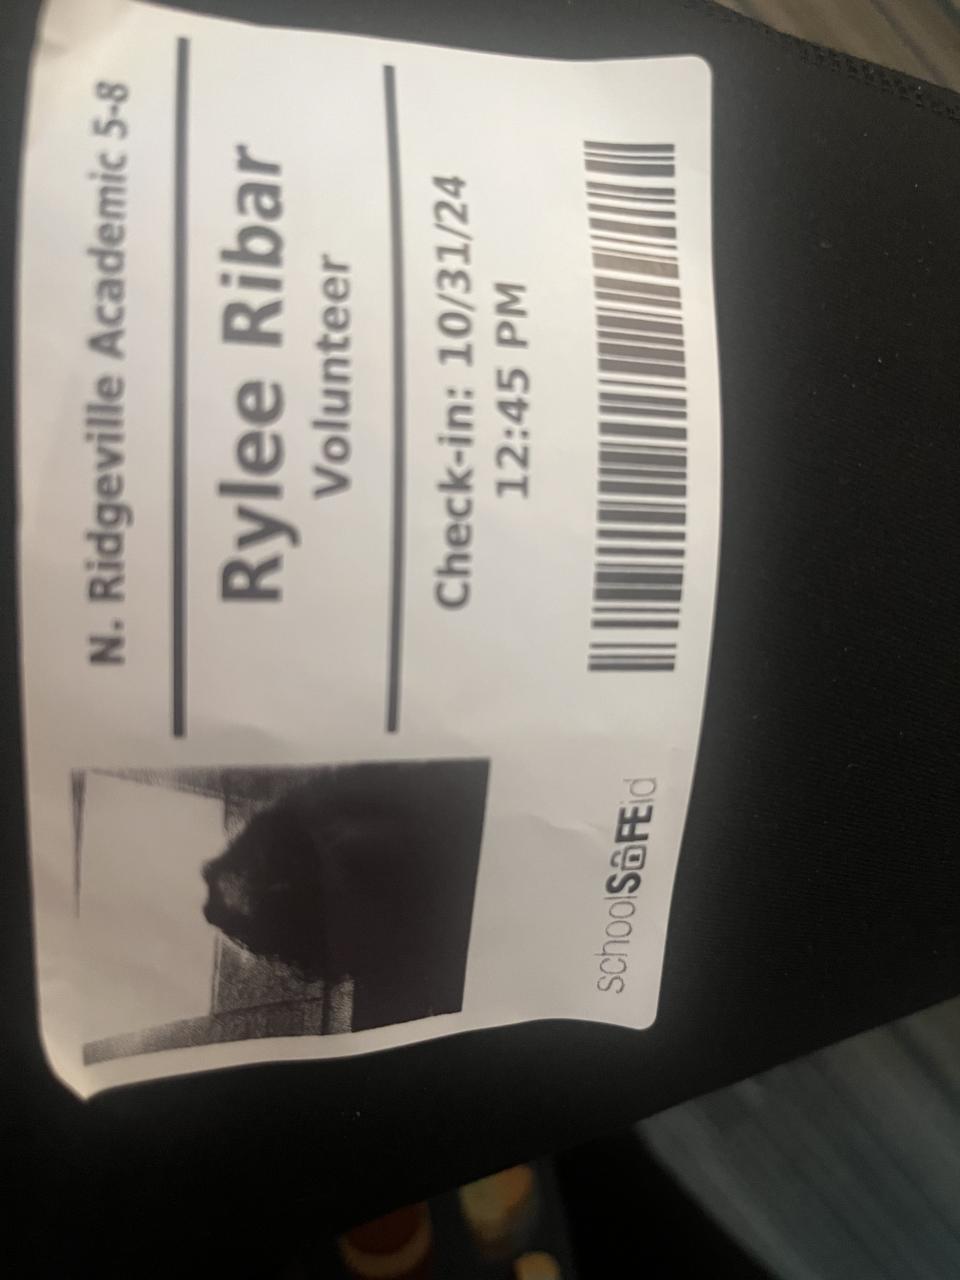 N. Ridgeville Academic 5-8
Rylee Ribar
Volunteer
Check-in: 10/31/24
12:45 PM
schoolSAFEid